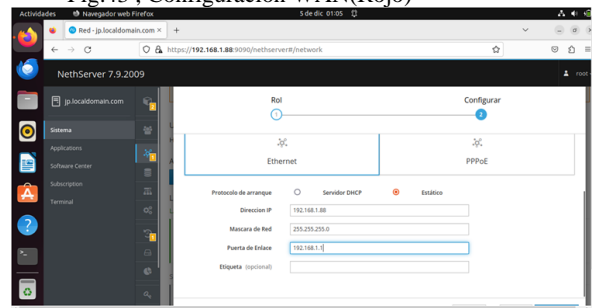 Fig.45 , Configuración WAN(Rojo)
Actividades Navegador web Firefox 5 de dic 01:05
Red - jp.localdomain.com × +
https://192.168.1.88:9090/nethserver#/network
NethServer 7.9.2009 root
jp.localdomain.com
Sistema
Applications
Software Center
Subscription
Terminal
Rol Configurar
1 2
Ethernet PPPoE
Protocolo de arranque Servidor DHCP Estático
Direccion IP 192.168.1.88
Mascara de Red 255.255.255.0
Puerta de Enlace 192.168.1.1
Etiqueta (opcional)